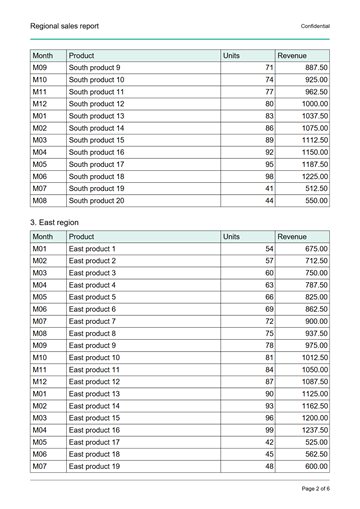 Regional sales report Confidential
Month Product Units Revenue
M09 South product 9 71 887.50
M10 South product 10 74 925.00
M11 South product 11 77 962.50
M12 South product 12 80 1000.00
M01 South product 13 83 1037.50
M02 South product 14 86 1075.00
M03 South product 15 89 1112.50
M04 South product 16 92 1150.00
M05 South product 17 95 1187.50
M06 South product 18 98 1225.00
M07 South product 19 41 512.50
M08 South product 20 44 550.00
3. East region
Month Product Units Revenue
M01 East product 1 54 675.00
M02 East product 2 57 712.50
M03 East product 3 60 750.00
M04 East product 4 63 787.50
M05 East product 5 66 825.00
M06 East product 6 69 862.50
M07 East product 7 72 900.00
M08 East product 8 75 937.50
M09 East product 9 78 975.00
M10 East product 10 81 1012.50
M11 East product 11 84 1050.00
M12 East product 12 87 1087.50
M01 East product 13 90 1125.00
M02 East product 14 93 1162.50
M03 East product 15 96 1200.00
M04 East product 16 99 1237.50
M05 East product 17 42 525.00
M06 East product 18 45 562.50
M07 East product 19 48 600.00
Page 2 of 6